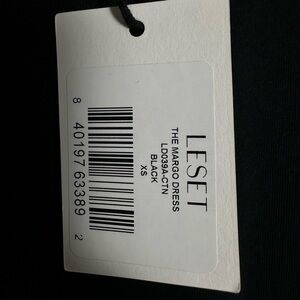 LESET
THE MARGO DRESS
LD039A-CTN
BLACK
XS
8 40197 63389 2